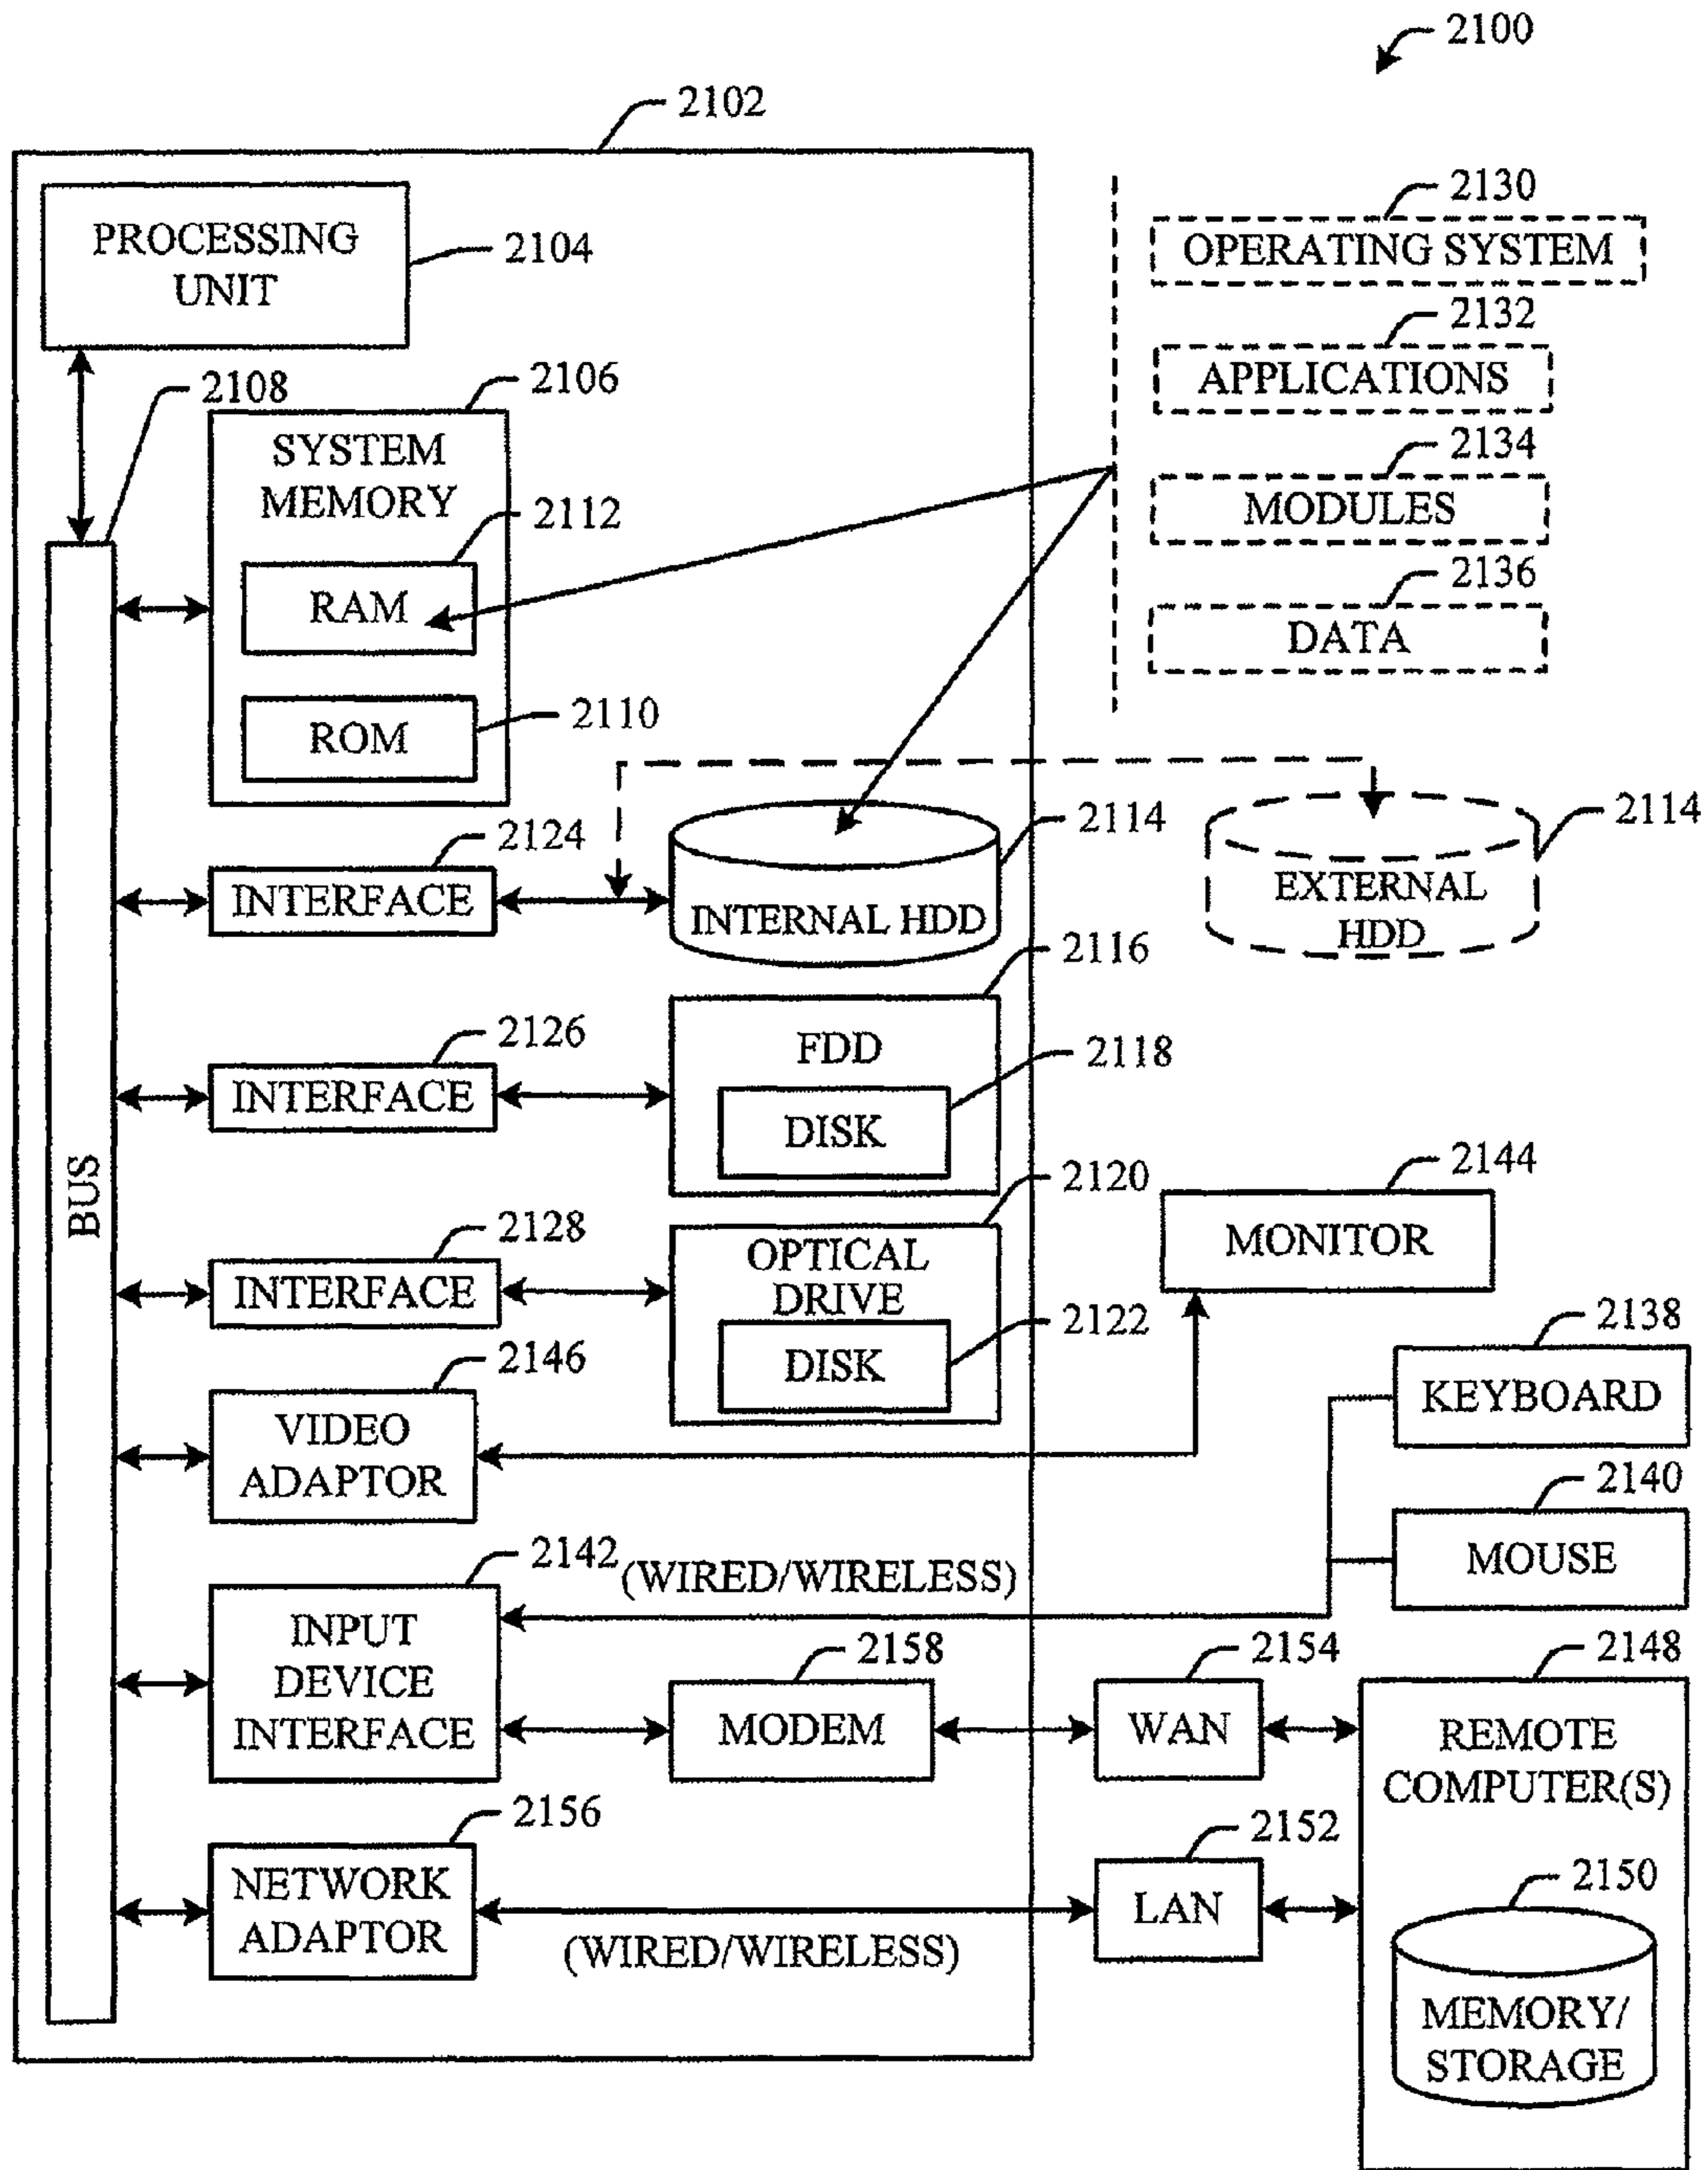 2100
2102
PROCESSING
UNIT
2104
2130
OPERATING SYSTEM
2132
APPLICATIONS
2134
MODULES
2136
DATA
2108
2106
SYSTEM
MEMORY
2112
RAM
2110
ROM
2124
INTERFACE
2114
INTERNAL HDD
2114
EXTERNAL
HDD
2116
FDD
2126
INTERFACE
2118
DISK
BUS
2120
OPTICAL
DRIVE
2128
INTERFACE
2122
DISK
2144
MONITOR
2146
VIDEO
ADAPTOR
2138
KEYBOARD
2140
MOUSE
2142
(WIRED/WIRELESS)
INPUT
DEVICE
INTERFACE
2158
MODEM
2154
WAN
2148
REMOTE
COMPUTER(S)
2156
NETWORK
ADAPTOR
(WIRED/WIRELESS)
2152
LAN
2150
MEMORY/
STORAGE